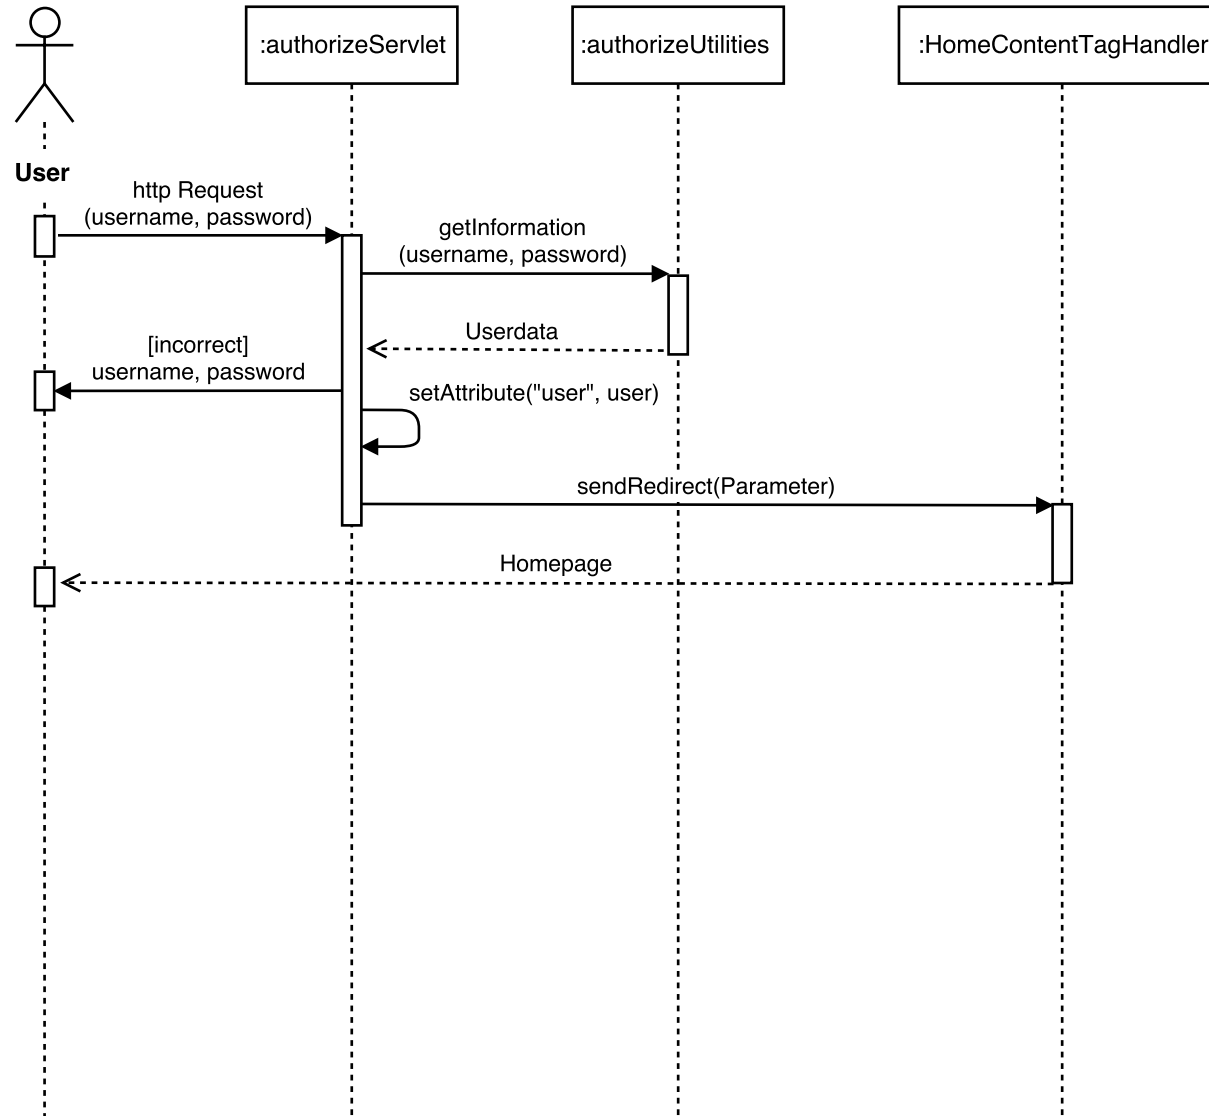 :authorizeServlet
:authorizeUtilities
:HomeContentTagHandler
User
http Request
(username, password)
getInformation
(username, password)
Userdata
[incorrect]
username, password
setAttribute("user", user)
sendRedirect(Parameter)
Homepage